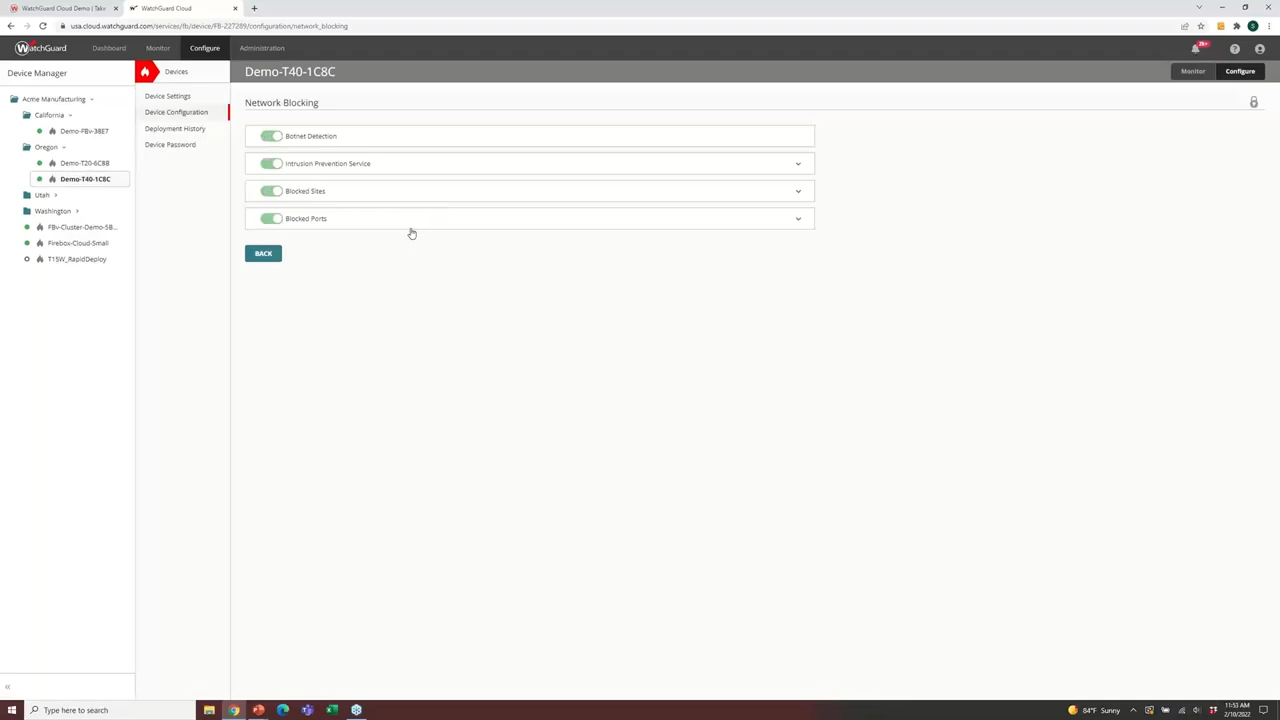 WatchGuard Cloud Demo | Take
WatchGuard Cloud
usa.cloud.watchguard.com/services/fb/device/FB-227289/configuration/network_blocking
WatchGuard
Dashboard
Monitor
Configure
Administration
Device Manager
Devices
Demo-T40-1C8C
Monitor
Configure
Acme Manufacturing
California
Demo-FBv-3BE7
Oregon
Demo-T20-6C8B
Demo-T40-1C8C
Utah
Washington
FBv-Cluster-Demo-5B...
Firebox-Cloud-Small
T15W_RapidDeploy
Device Settings
Device Configuration
Deployment History
Device Password
Network Blocking
Botnet Detection
Intrusion Prevention Service
Blocked Sites
Blocked Ports
BACK
Type here to search
84°F Sunny
11:53 AM
2/10/2022